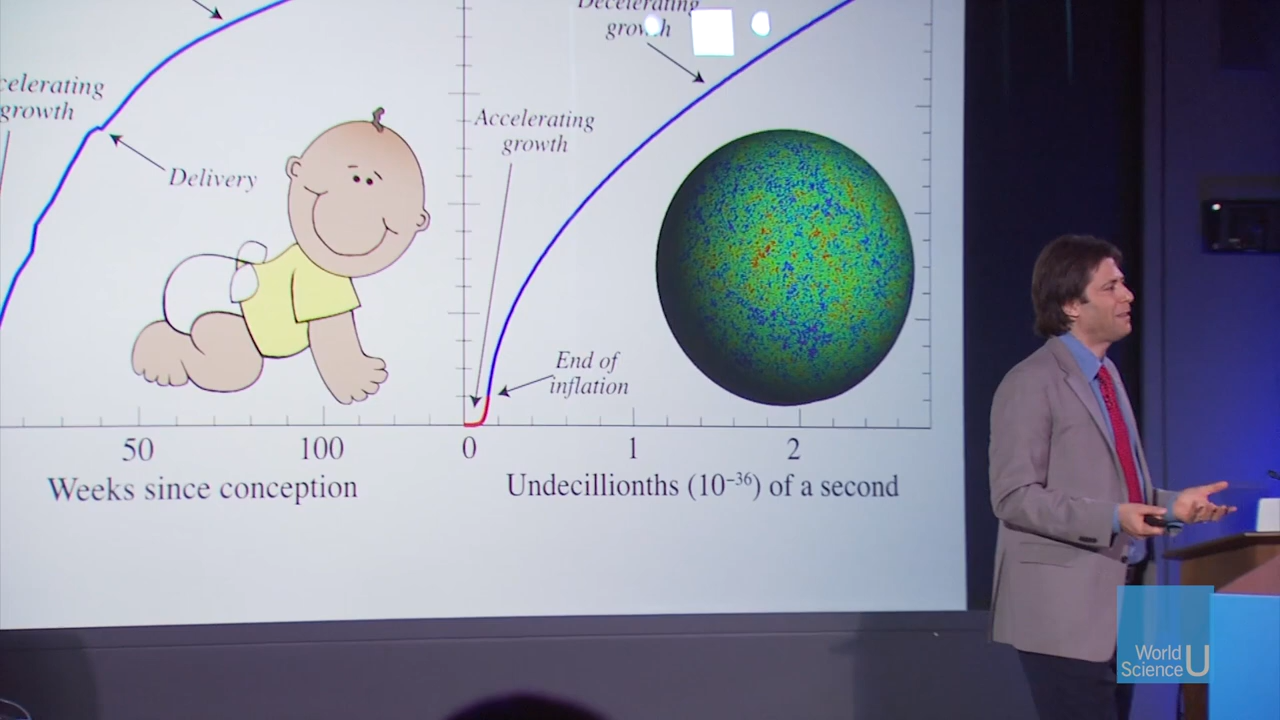 Decelerating
growth
celerating
growth
Accelerating
growth
Delivery
End of
inflation
50
100
0
1
2
Weeks since conception
Undecillionths (10⁻³⁶) of a second
World
Science U